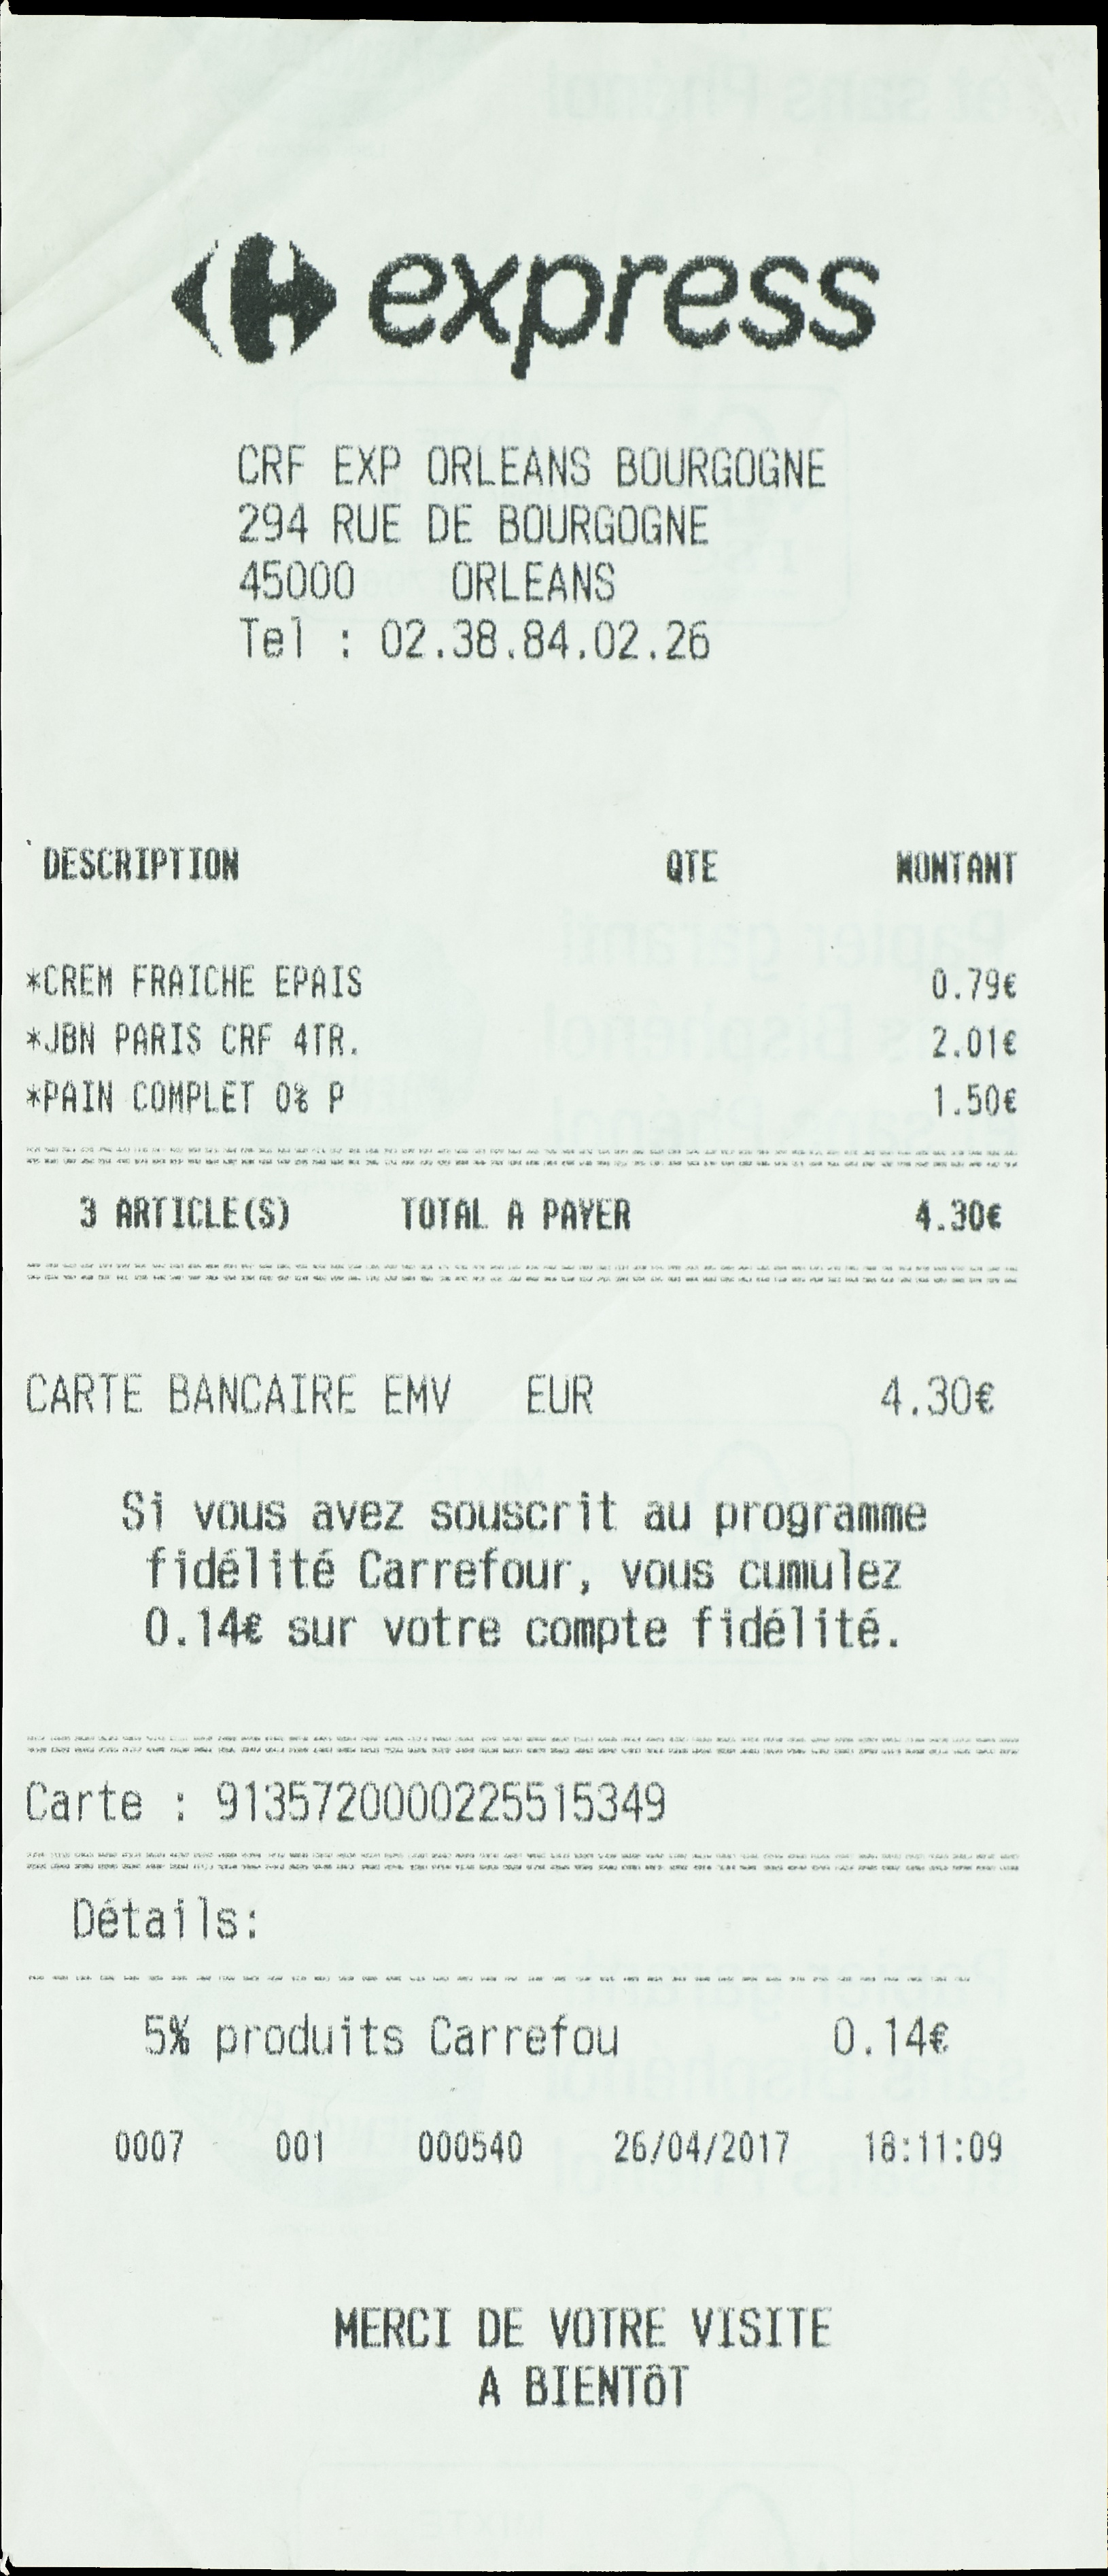 express
CRF EXP ORLEANS BOURGOGNE
294 RUE DE BOURGOGNE
45000 ORLEANS
Tel : 02.38.84.02.26
DESCRIPTION QTE MONTANT
*CREM FRAICHE EPAIS 0.79€
*JBN PARIS CRF 4TR. 2.01€
*PAIN COMPLET 0% P 1.50€
3 ARTICLE(S) TOTAL A PAYER 4.30€
CARTE BANCAIRE EMV EUR 4.30€
Si vous avez souscrit au programme
fidélité Carrefour, vous cumulez
0.14€ sur votre compte fidélité.
Carte : 9135720000225515349
Détails:
5% produits Carrefou 0.14€
0007 001 000540 26/04/2017 18:11:09
MERCI DE VOTRE VISITE
A BIENTôT